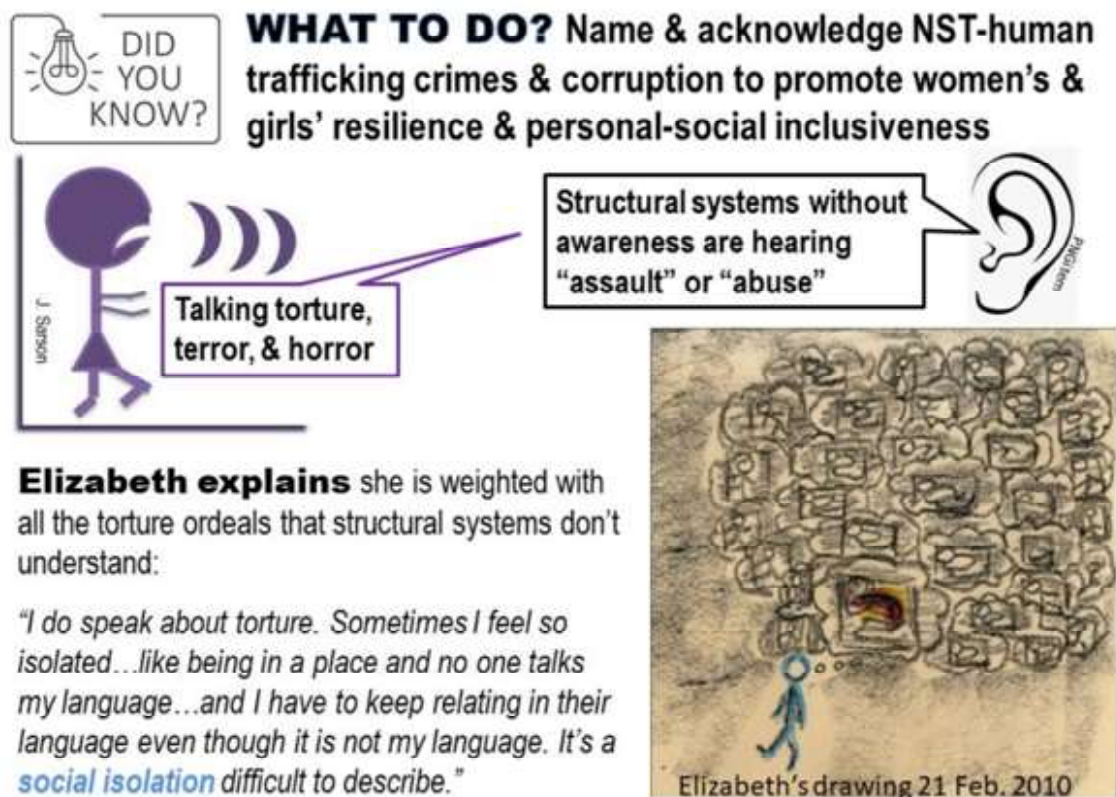 DID
YOU
KNOW?
WHAT TO DO? Name & acknowledge NST-human
trafficking crimes & corruption to promote women's &
girls' resilience & personal-social inclusiveness
J. Sarson
Talking torture,
terror, & horror
Structural systems without
awareness are hearing
“assault” or “abuse”
PNGitem
Elizabeth explains she is weighted with
all the torture ordeals that structural systems don't
understand:
“I do speak about torture. Sometimes I feel so
isolated…like being in a place and no one talks
my language…and I have to keep relating in their
language even though it is not my language. It's a
social isolation difficult to describe.”
Elizabeth's drawing 21 Feb. 2010